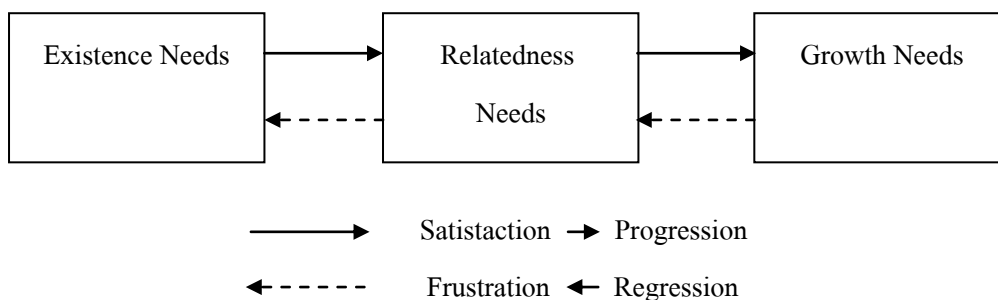 Existence Needs
Relatedness
Needs
Growth Needs
Satistaction → Progression
Frustration ← Regression